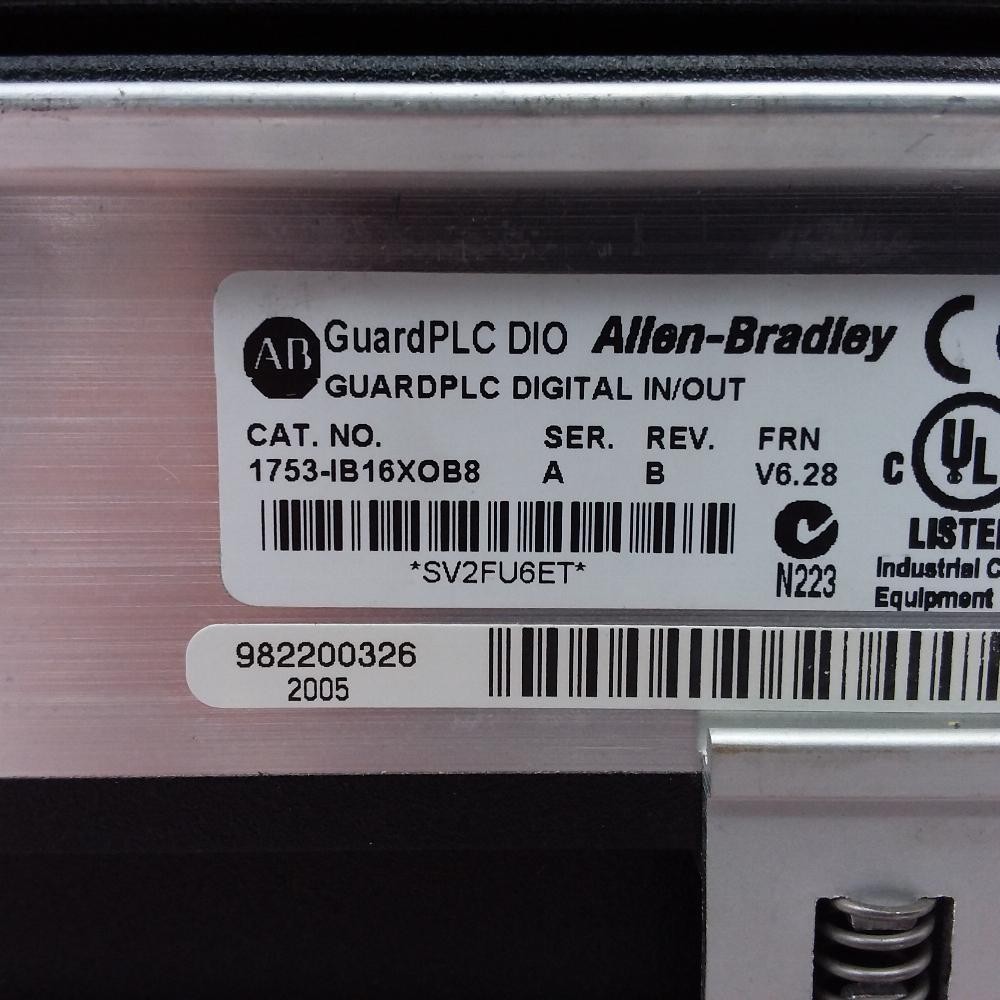 AB GuardPLC DIO Allen-Bradley
GUARDPLC DIGITAL IN/OUT
CAT. NO. SER. REV. FRN
1753-IB16XOB8 A B V6.28
C UL
*SV2FU6ET*
N223
LISTE
Industrial C
Equipment
982200326
2005